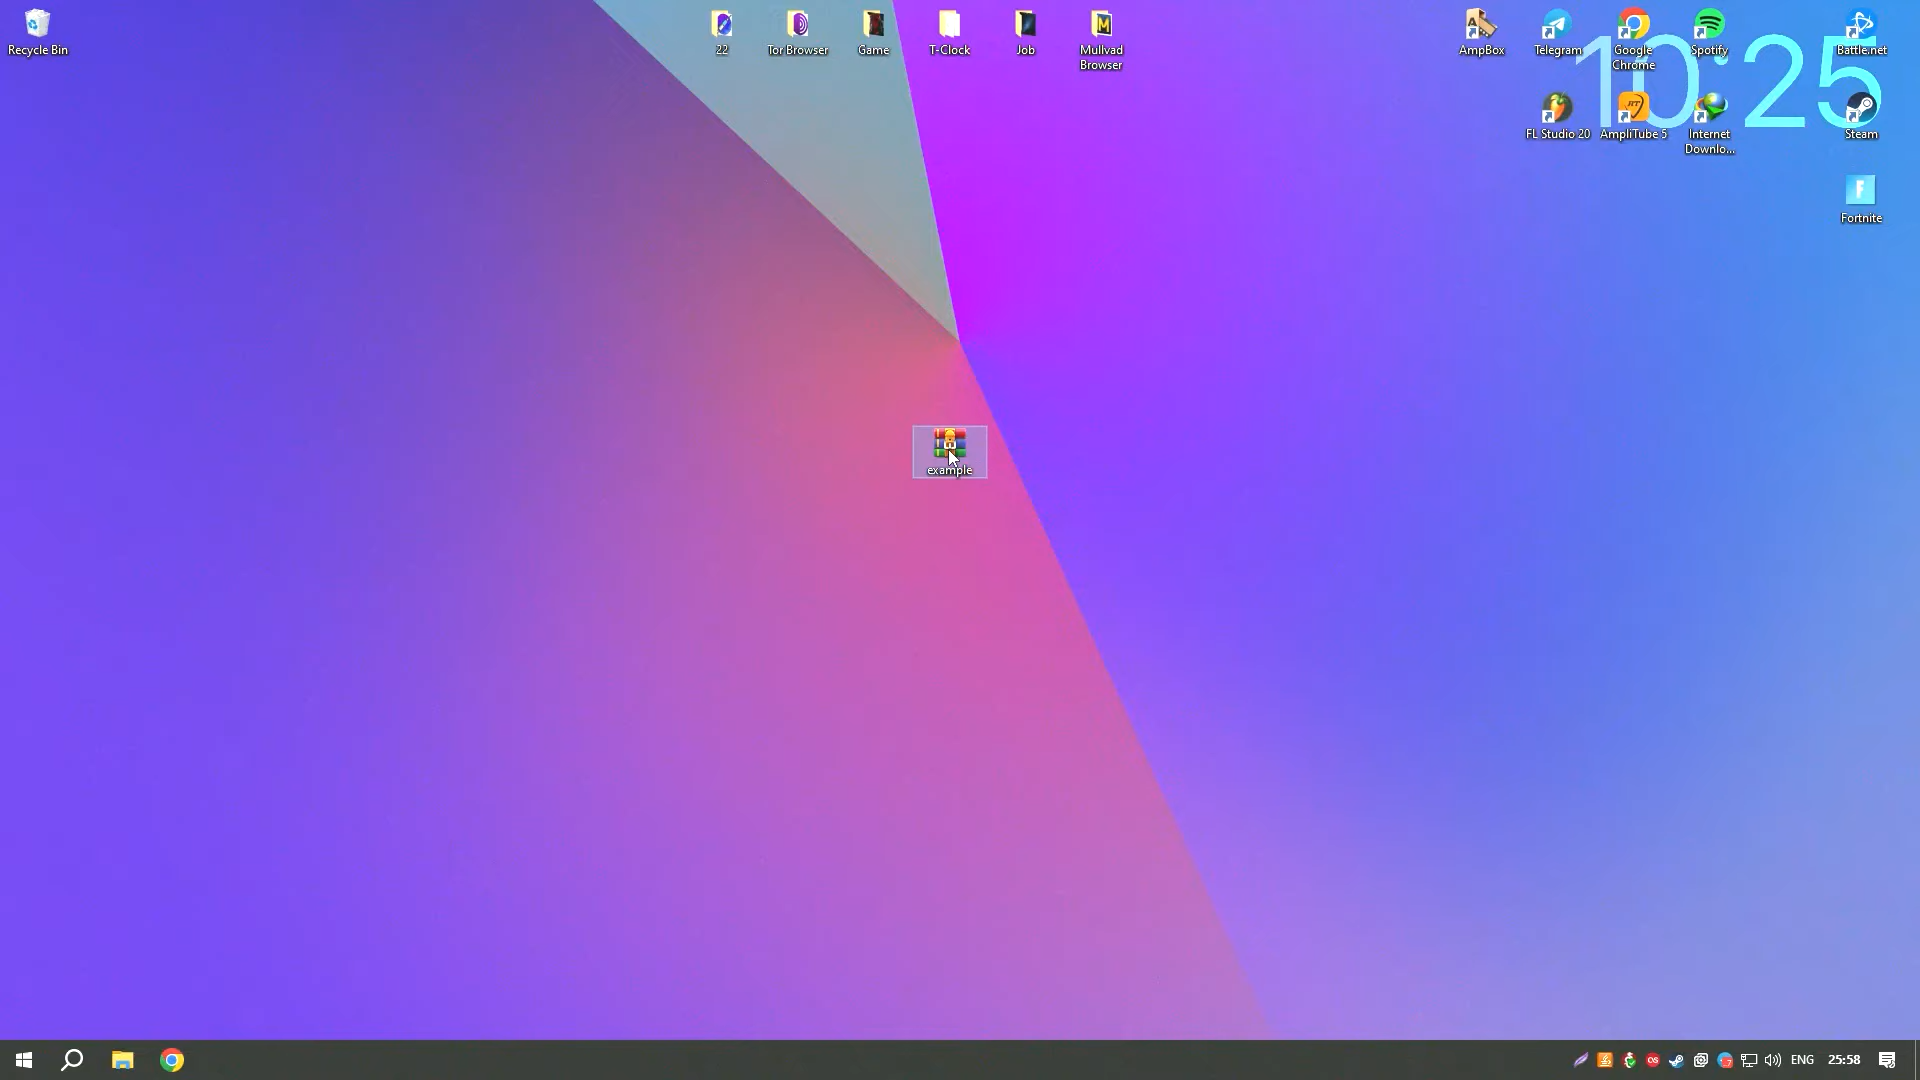 Recycle Bin
22
Tor Browser
Game
T-Clock
Job
Mullvad
Browser
AmpBox
Telegram
Google
Chrome
Spotify
Battle.net
10:25
FL Studio 20
AmpliTube 5
Internet
Downlo...
Steam
Fortnite
example
ENG
25:58